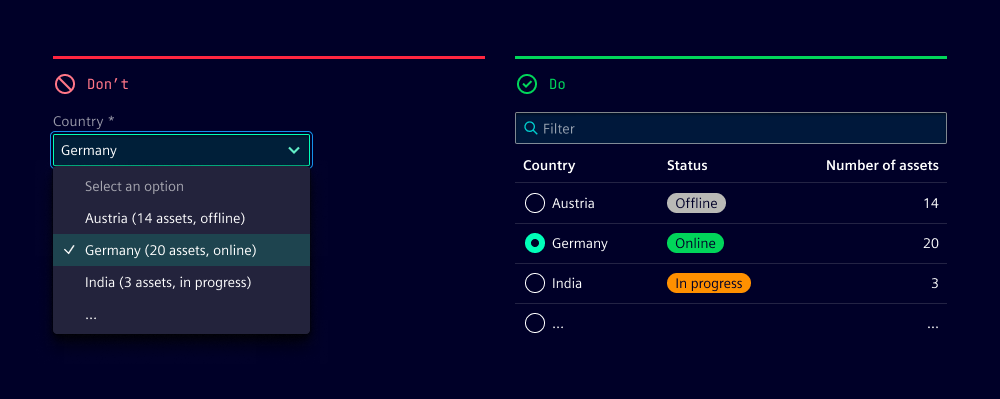 Don't
Country *
Germany
Select an option
Austria (14 assets, offline)
Germany (20 assets, online)
India (3 assets, in progress)
...
Do
Filter
Country Status Number of assets
Austria Offline 14
Germany Online 20
India In progress 3
... ...